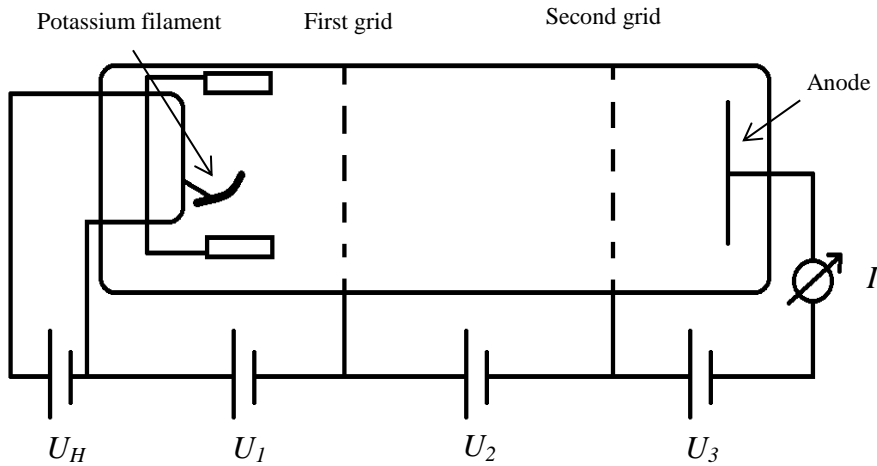 Potassium filament
First grid
Second grid
Anode
I
U_H
U_1
U_2
U_3